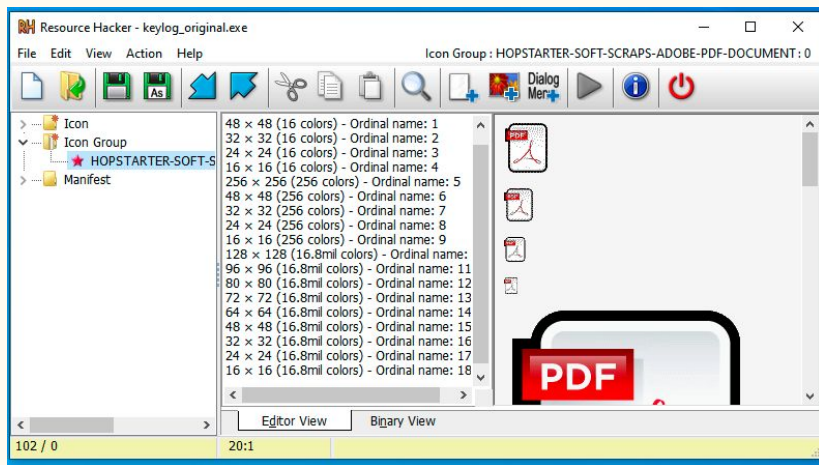 Resource Hacker - keylog_original.exe
File Edit View Action Help
Icon Group : HOPSTARTER-SOFT-SCRAPS-ADOBE-PDF-DOCUMENT : 0
As
Dialog
Menu
Icon
Icon Group
HOPSTARTER-SOFT-S
Manifest
48 × 48 (16 colors) - Ordinal name: 1
32 × 32 (16 colors) - Ordinal name: 2
24 × 24 (16 colors) - Ordinal name: 3
16 × 16 (16 colors) - Ordinal name: 4
256 × 256 (256 colors) - Ordinal name: 5
48 × 48 (256 colors) - Ordinal name: 6
32 × 32 (256 colors) - Ordinal name: 7
24 × 24 (256 colors) - Ordinal name: 8
16 × 16 (256 colors) - Ordinal name: 9
128 × 128 (16.8mil colors) - Ordinal name:
96 × 96 (16.8mil colors) - Ordinal name: 11
80 × 80 (16.8mil colors) - Ordinal name: 12
72 × 72 (16.8mil colors) - Ordinal name: 13
64 × 64 (16.8mil colors) - Ordinal name: 14
48 × 48 (16.8mil colors) - Ordinal name: 15
32 × 32 (16.8mil colors) - Ordinal name: 16
24 × 24 (16.8mil colors) - Ordinal name: 17
16 × 16 (16.8mil colors) - Ordinal name: 18
PDF
PDF
PDF
PDF
Editor View
Binary View
102 / 0
20:1